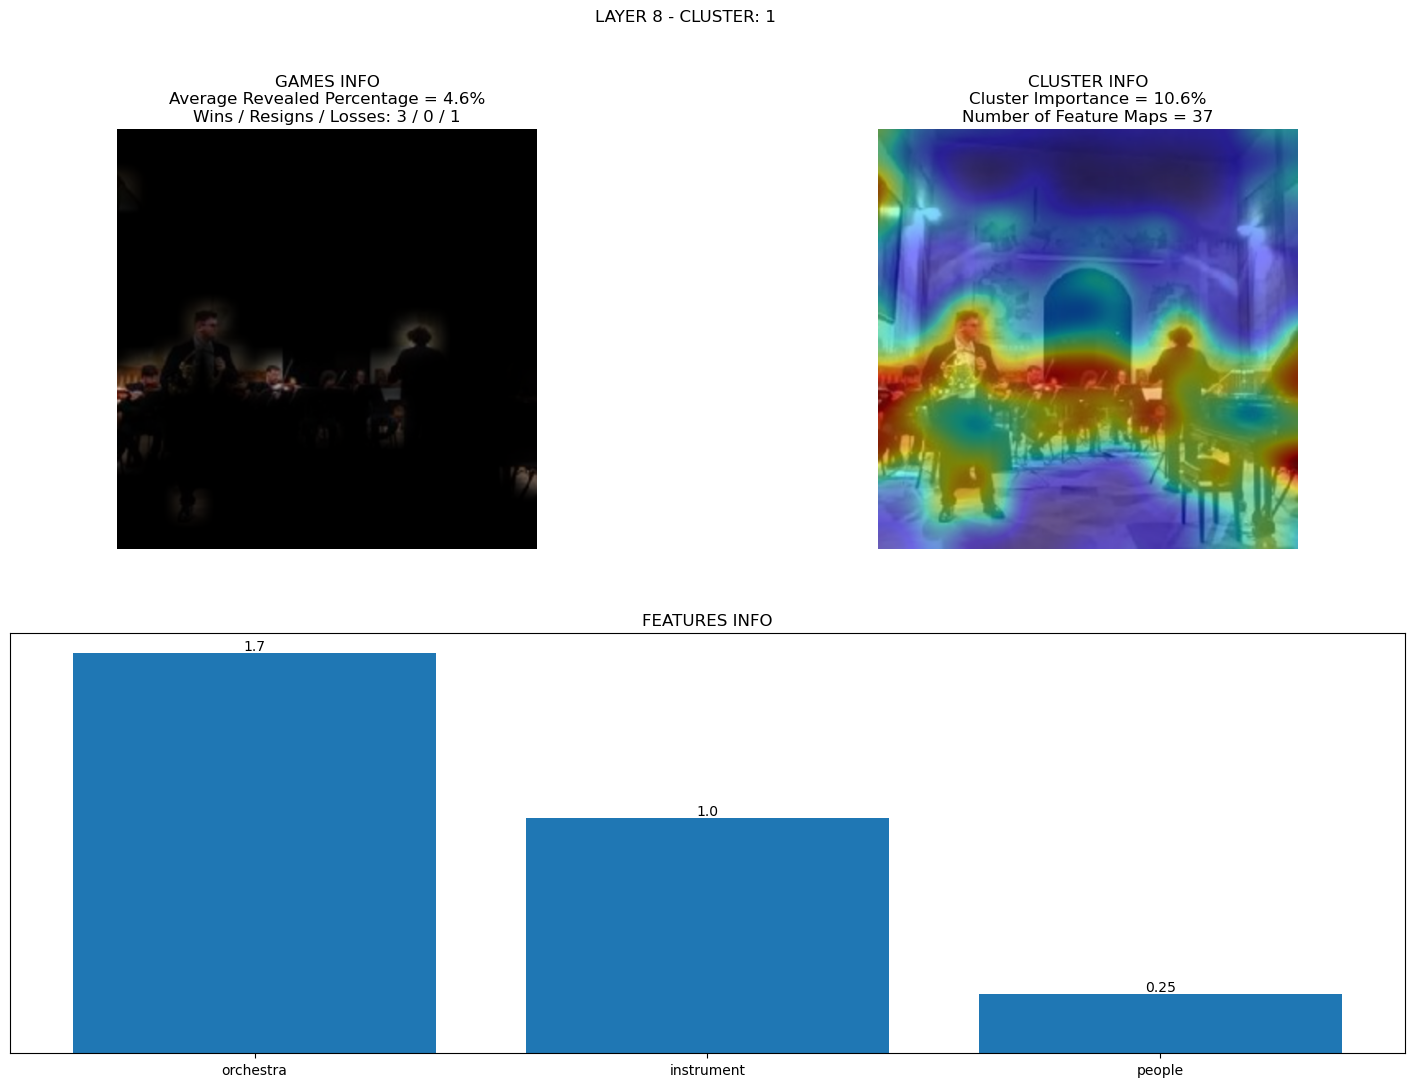 LAYER 8 - CLUSTER: 1
GAMES INFO
Average Revealed Percentage = 4.6%
Wins / Resigns / Losses: 3 / 0 / 1
CLUSTER INFO
Cluster Importance = 10.6%
Number of Feature Maps = 37
FEATURES INFO
1.7
1.0
0.25
orchestra
instrument
people